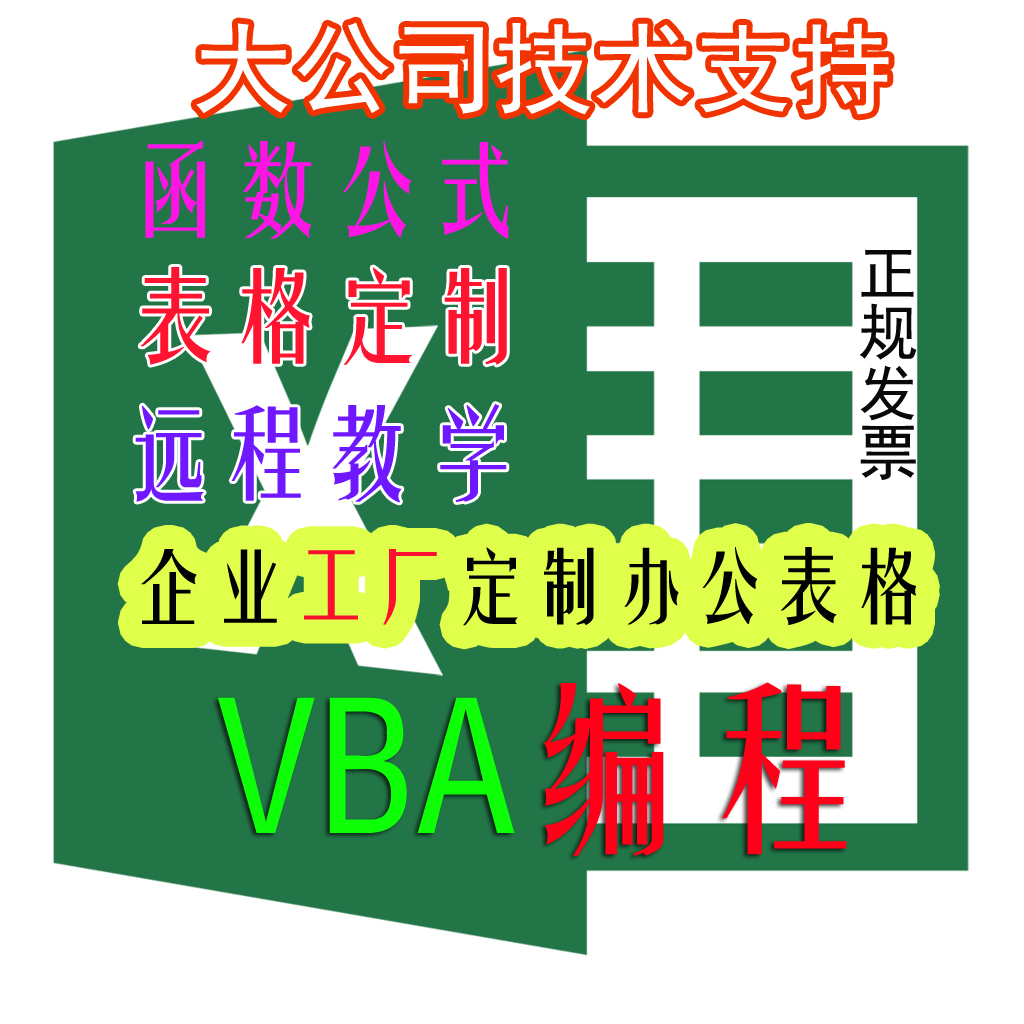 大公司技术支持
函数公式
表格定制
远程教学
正规发票
企业工厂定制办公表格
VBA编程